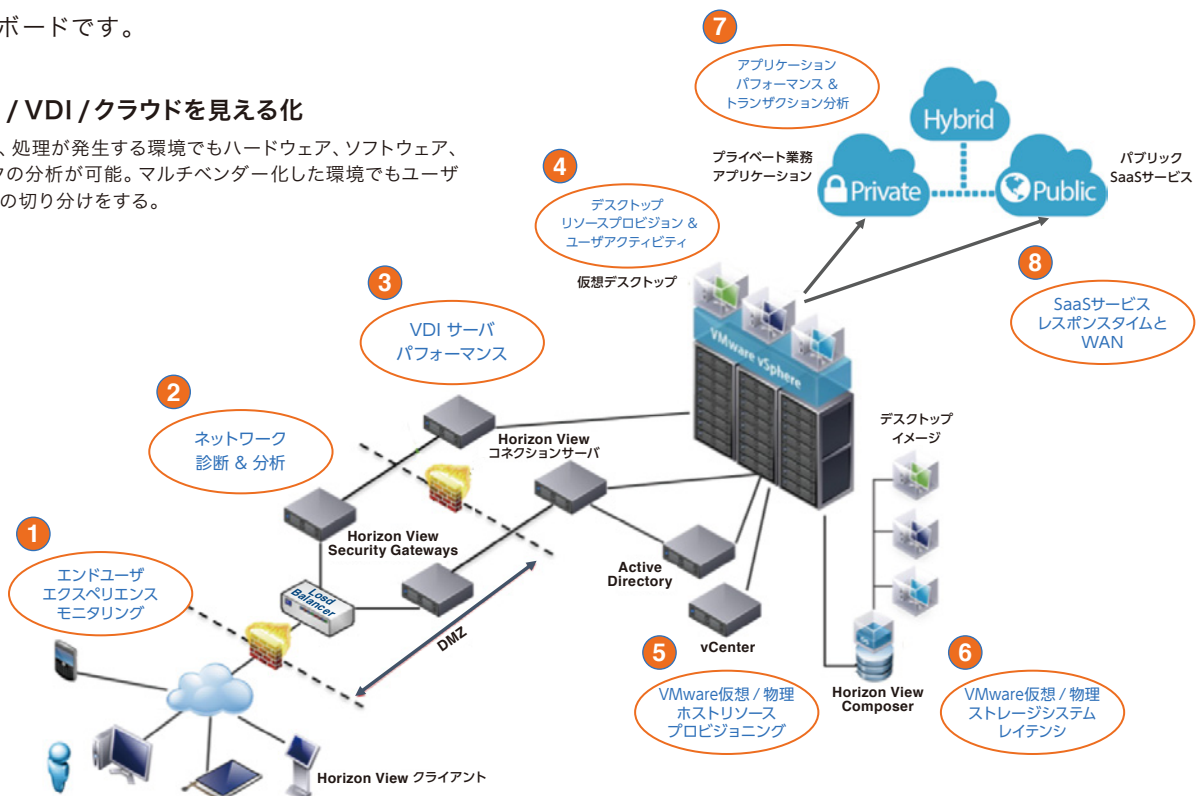 ボードです。
/ VDI / クラウドを見える化
、処理が発生する環境でもハードウェア、ソフトウェア、
の分析が可能。マルチベンダー化した環境でもユーザ
の切り分けをする。
7
アプリケーション
パフォーマンス &
トランザクション分析
Hybrid
プライベート業務
アプリケーション
Private
Public
パブリック
SaaSサービス
4
デスクトップ
リソースプロビジョン &
ユーザアクティビティ
仮想デスクトップ
8
SaaSサービス
レスポンスタイムと
WAN
3
VDI サーバ
パフォーマンス
VMware vSphere
2
ネットワーク
診断 & 分析
Horizon View
コネクションサーバ
デスクトップ
イメージ
1
エンドユーザ
エクスペリエンス
モニタリング
Horizon View
Security Gateways
Load
Balancer
DMZ
Active
Directory
vCenter
5
VMware仮想 / 物理
ホストリソース
プロビジョニング
Horizon View
Composer
6
VMware仮想 / 物理
ストレージシステム
レイテンシ
Horizon View クライアント